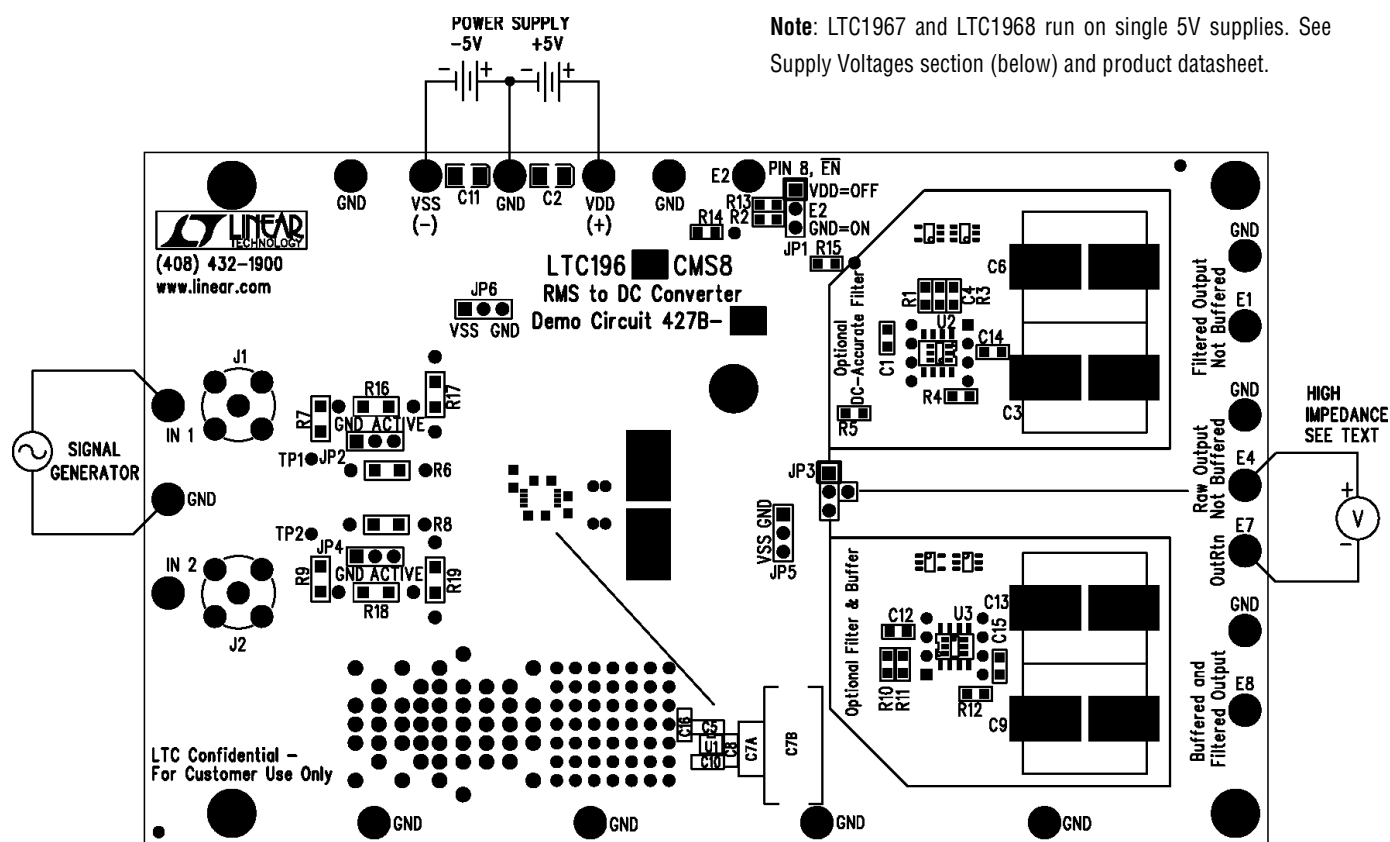 POWER SUPPLY
-5V +5V
- + - +
Note: LTC1967 and LTC1968 run on single 5V supplies. See
Supply Voltages section (below) and product datasheet.
GND
VSS
(-)
C11
GND
C2
VDD
(+)
GND
E2
PIN 8, EN
VDD=OFF
E2
GND=ON
JP1
R13
R2
R14
R15
LINEAR
TECHNOLOGY
(408) 432-1900
www.linear.com
LTC196 CMS8
RMS to DC Converter
Demo Circuit 427B-
JP6
VSS GND
J1
IN 1
SIGNAL
GENERATOR
GND
IN 2
J2
R7
R16
R17
GND ACTIVE
JP2
TP1
R6
R8
TP2
JP4
GND ACTIVE
R9
R18
R19
Optional
DC-Accurate Filter
R1
C4
R3
U2
C1
C14
R4
R5
C6
C3
GND
E1
Filtered Output
Not Buffered
GND
JP3
Raw Output
Not Buffered
E4
E7
OutRtn
HIGH
IMPEDANCE
SEE TEXT
+
V
-
VSS GND
JP5
Optional Filter & Buffer
C12
U3
C15
R10
R11
R12
C13
C9
GND
E8
Buffered and
Filtered Output
C16
C5
U1
C8
C10
C7A
C7B
LTC Confidential -
For Customer Use Only
GND
GND
GND
GND